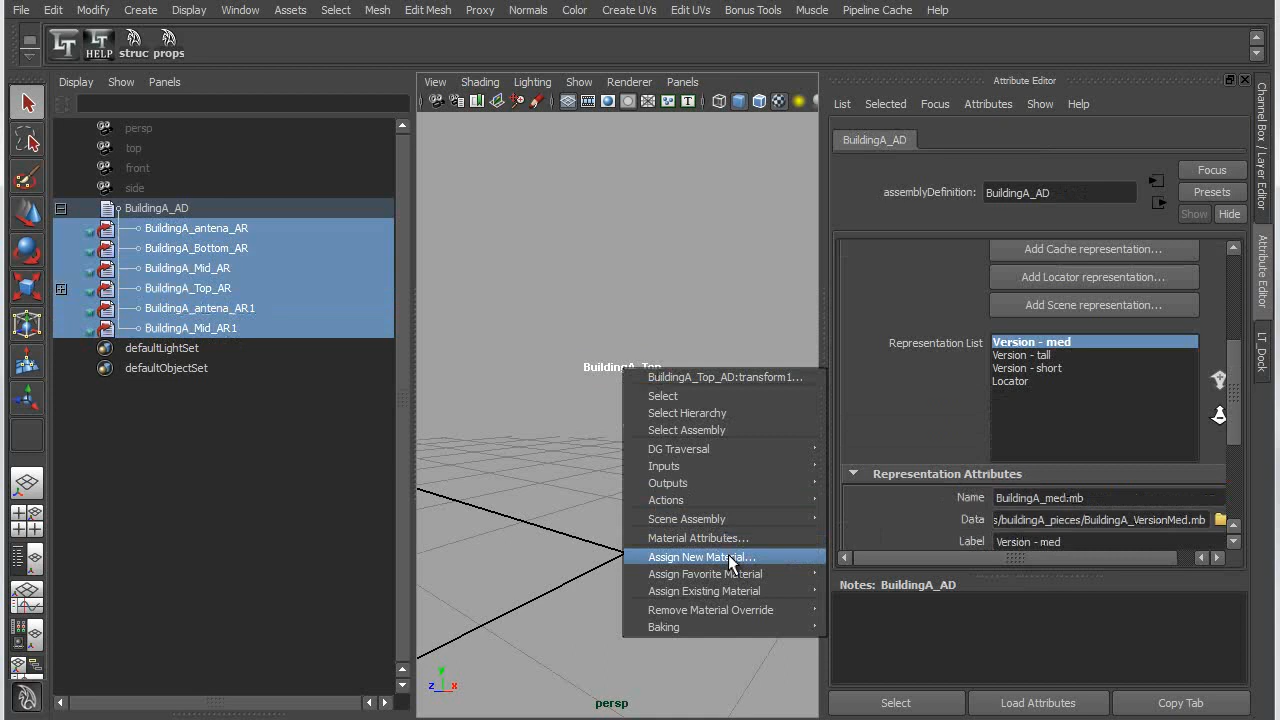 File Edit Modify Create Display Window Assets Select Mesh Edit Mesh Proxy Normals Color Create UVs Edit UVs Bonus Tools Muscle Pipeline Cache Help
LT LT HELP struc props
Display Show Panels
persp
top
front
side
BuildingA_AD
BuildingA_antena_AR
BuildingA_Bottom_AR
BuildingA_Mid_AR
BuildingA_Top_AR
BuildingA_antena_AR1
BuildingA_Mid_AR1
defaultLightSet
defaultObjectSet
View Shading Lighting Show Renderer Panels
BuildingA_Top
BuildingA_Top_AD:transform1...
Select
Select Hierarchy
Select Assembly
DG Traversal
Inputs
Outputs
Actions
Scene Assembly
Material Attributes...
Assign New Material...
Assign Favorite Material
Assign Existing Material
Remove Material Override
Baking
y
z x
persp
Attribute Editor
List Selected Focus Attributes Show Help
BuildingA_AD
assemblyDefinition: BuildingA_AD
Focus
Presets
Show Hide
Add Cache representation...
Add Locator representation...
Add Scene representation...
Representation List
Version - med
Version - tall
Version - short
Locator
Representation Attributes
Name BuildingA_med.mb
Data s/buildingA_pieces/BuildingA_VersionMed.mb
Label Version - med
Notes: BuildingA_AD
Select Load Attributes Copy Tab
Channel Box / Layer Editor
Attribute Editor
LT_Dock